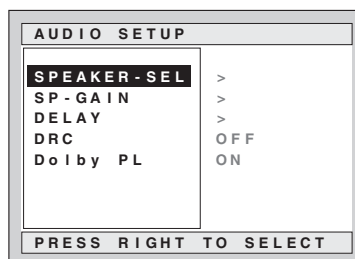 AUDIO SETUP
SPEAKER-SEL >
SP-GAIN >
DELAY >
DRC OFF
Dolby PL ON
PRESS RIGHT TO SELECT